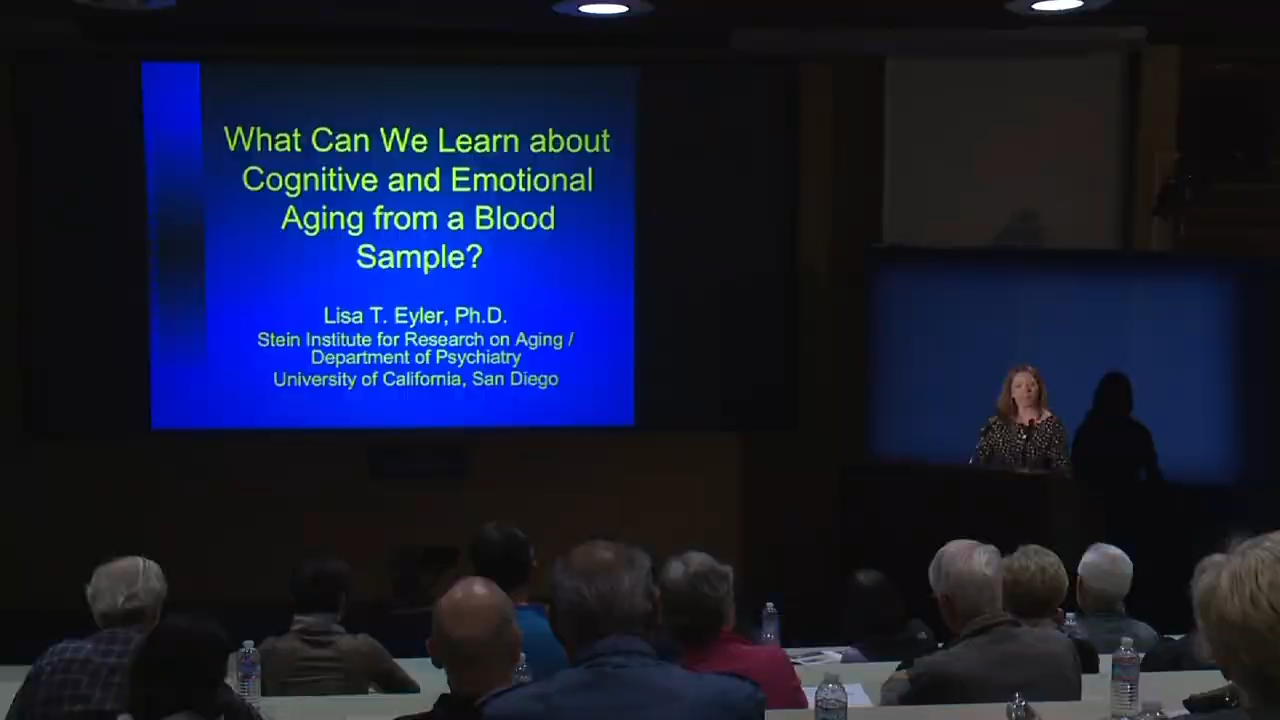 What Can We Learn about
Cognitive and Emotional
Aging from a Blood
Sample?
Lisa T. Eyler, Ph.D.
Stein Institute for Research on Aging /
Department of Psychiatry
University of California, San Diego